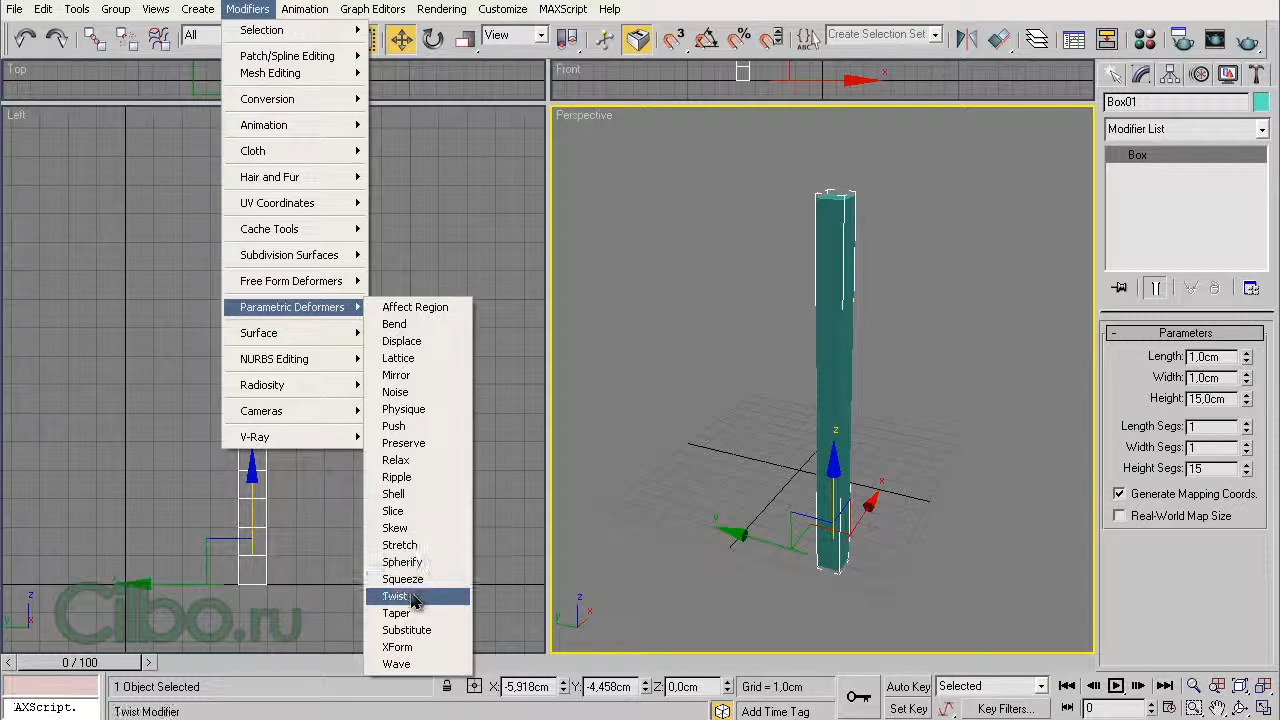 File Edit Tools Group Views Create Modifiers Animation Graph Editors Rendering Customize MAXScript Help
All
View
3
%
ABC
Create Selection Set
Top
Front
Left
Perspective
Selection
Patch/Spline Editing
Mesh Editing
Conversion
Animation
Cloth
Hair and Fur
UV Coordinates
Cache Tools
Subdivision Surfaces
Free Form Deformers
Parametric Deformers
Surface
NURBS Editing
Radiosity
Cameras
V-Ray
Affect Region
Bend
Displace
Lattice
Mirror
Noise
Physique
Push
Preserve
Relax
Ripple
Shell
Slice
Skew
Stretch
Spherify
Squeeze
Twist
Taper
Substitute
XForm
Wave
x
z
x
y
z
y x
z
y x
Cilbo.ru
Box01
Modifier List
Box
- Parameters
Length: 1,0cm
Width: 1,0cm
Height: 15,0cm
Length Segs: 1
Width Segs: 1
Height Segs: 15
Generate Mapping Coords.
Real-World Map Size
< 0 / 100 >
1 Object Selected
X: -5,918cm Y: -4,458cm Z: 0,0cm
Grid = 1,0cm
Auto Key
Selected
'AXScript.
Twist Modifier
Add Time Tag
Set Key
Key Filters...
0